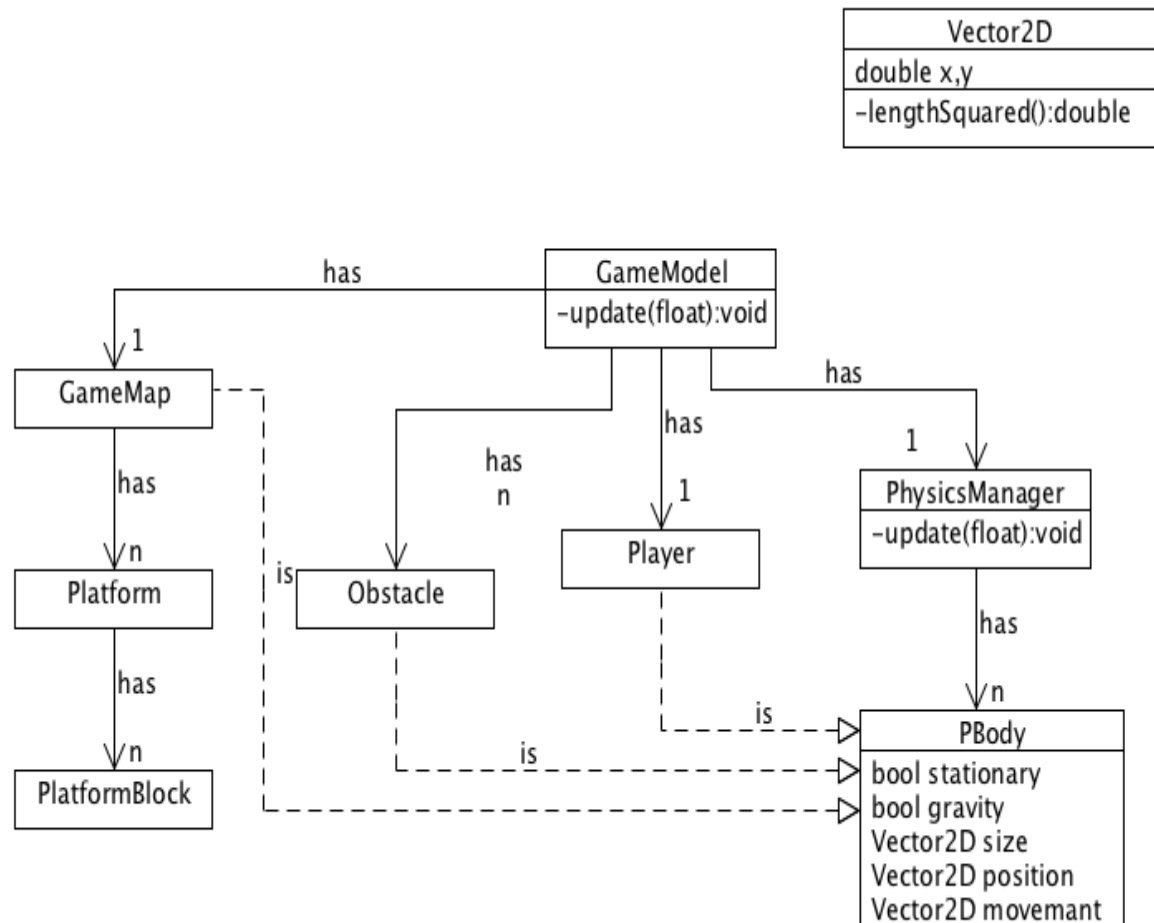 Vector2D
double x,y
–lengthSquared():double
has
GameModel
–update(float):void
1
GameMap
has
has
has
n
has
1
1
PhysicsManager
–update(float):void
n
Platform
is
Obstacle
Player
has
has
n
PlatformBlock
is
is
n
PBody
bool stationary
bool gravity
Vector2D size
Vector2D position
Vector2D movemant